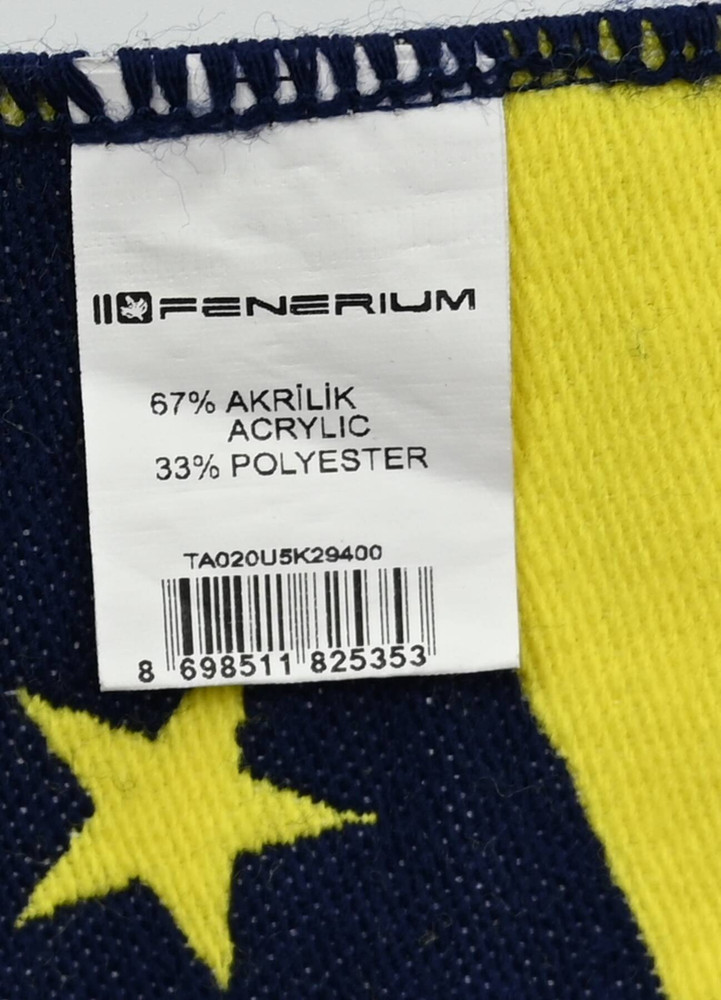 FENERIUM
67% AKRİLİK
ACRYLIC
33% POLYESTER
TA020U5K29400
8 698511 825353